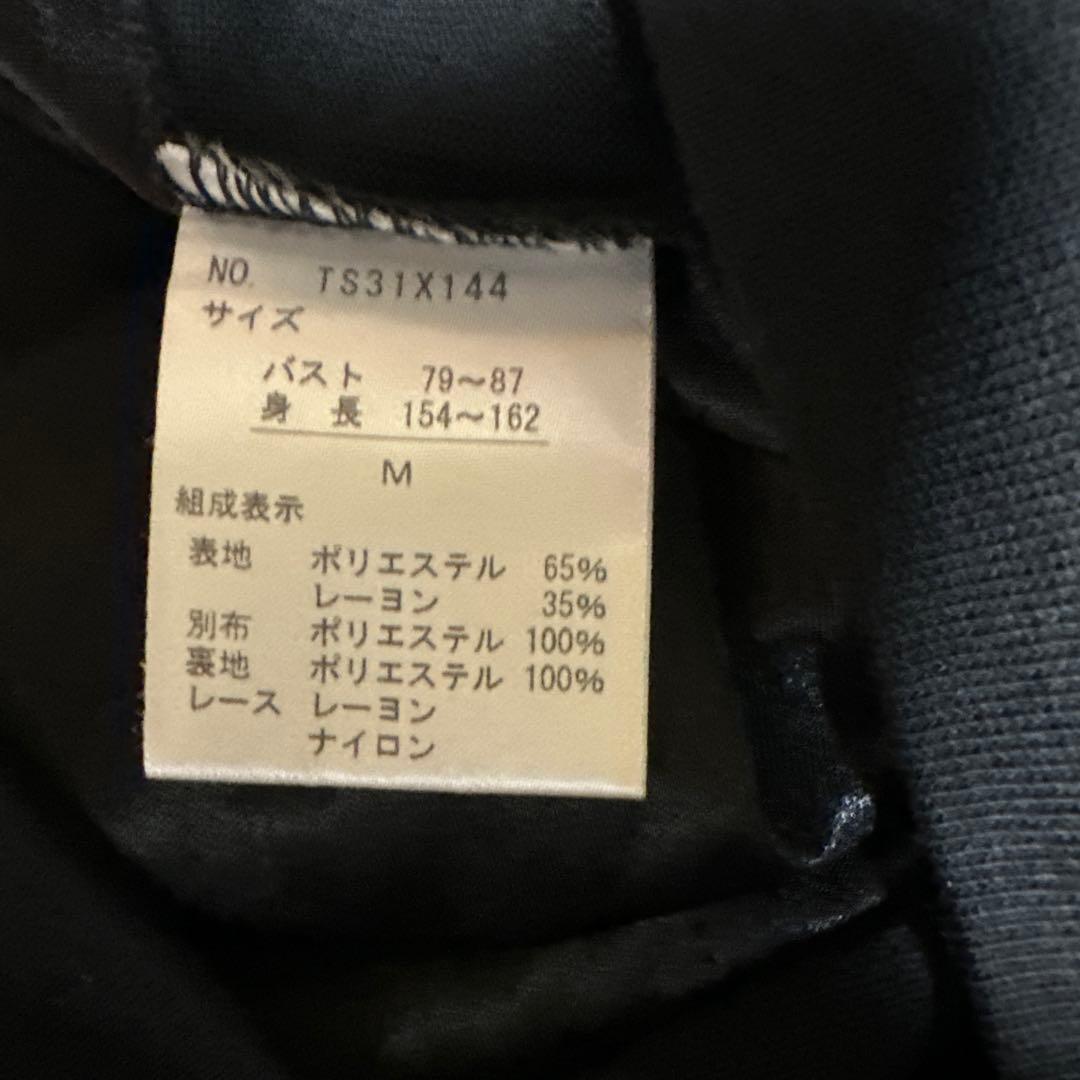 NO. TS31X144
サイズ
バスト 79～87
身 長 154～162
M
組成表示
表地 ポリエステル 65%
レーヨン 35%
別布 ポリエステル 100%
裏地 ポリエステル 100%
レース レーヨン
ナイロン